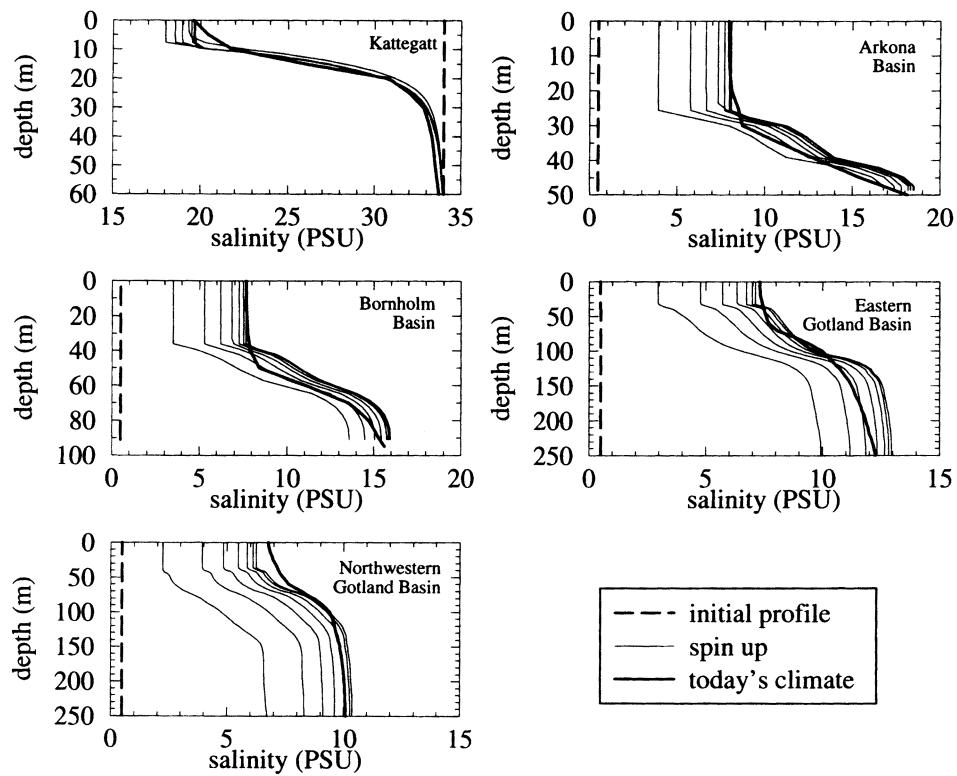 0
10
20
30
40
50
60
depth (m)
Kattegatt
15 20 25 30 35
salinity (PSU)
0
10
20
30
40
50
depth (m)
Arkona
Basin
0 5 10 15 20
salinity (PSU)
0
20
40
60
80
100
depth (m)
Bornholm
Basin
0 5 10 15 20
salinity (PSU)
0
50
100
150
200
250
depth (m)
Eastern
Gotland Basin
0 5 10 15
salinity (PSU)
0
50
100
150
200
250
depth (m)
Northwestern
Gotland Basin
0 5 10 15
salinity (PSU)
initial profile
spin up
today's climate